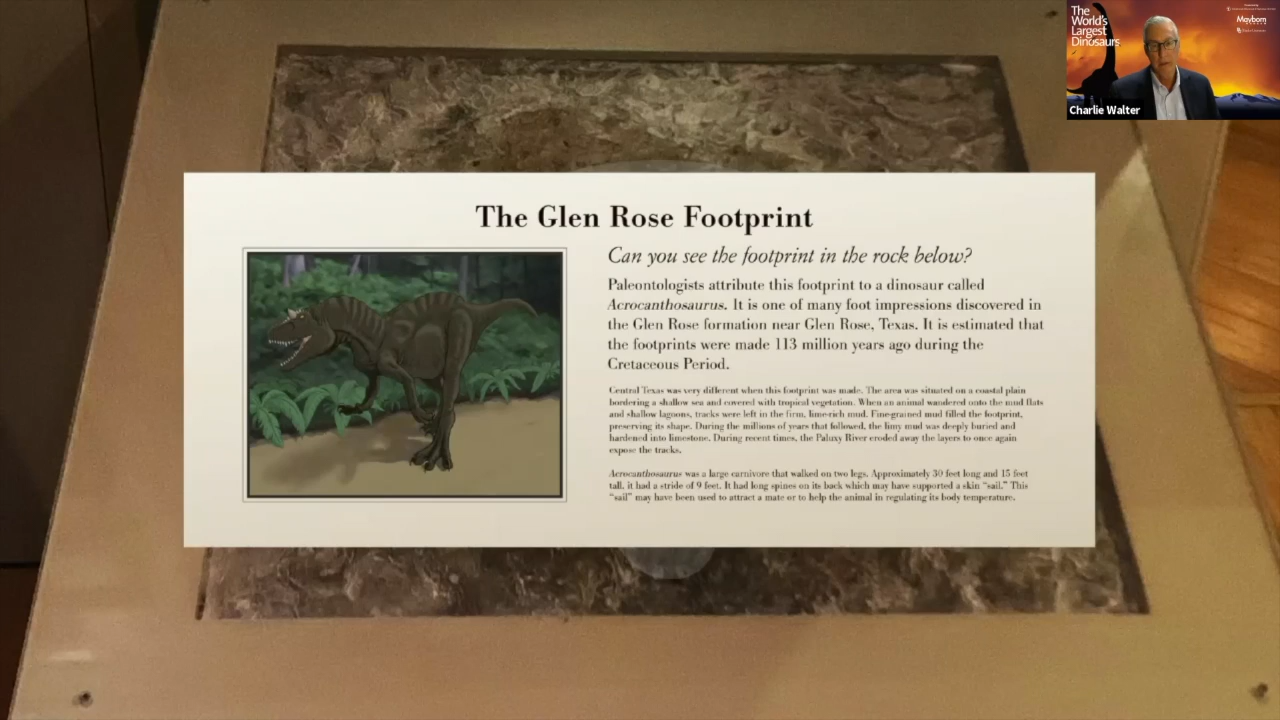 The Glen Rose Footprint
Can you see the footprint in the rock below?
Paleontologists attribute this footprint to a dinosaur called
Acrocanthosaurus. It is one of many foot impressions discovered in
the Glen Rose formation near Glen Rose, Texas. It is estimated that
the footprints were made 113 million years ago during the
Cretaceous Period.
Central Texas was very different when this footprint was made. The area was situated on a coastal plain
bordering a shallow sea and covered with tropical vegetation. When an animal wandered onto the mud flats
and shallow lagoons, tracks were left in the firm, lime-rich mud. Fine-grained mud filled the footprint,
preserving its shape. During the millions of years that followed, the limy mud was deeply buried and
hardened into limestone. During recent times, the Paluxy River eroded away the layers to once again
expose the tracks.
Acrocanthosaurus was a large carnivore that walked on two legs. Approximately 30 feet long and 15 feet
tall, it had a stride of 9 feet. It had long spines on its back which may have supported a skin “sail.” This
“sail” may have been used to attract a mate or to help the animal in regulating its body temperature.
The
World's
Largest
Dinosaurs
Mayborn
Charlie Walter